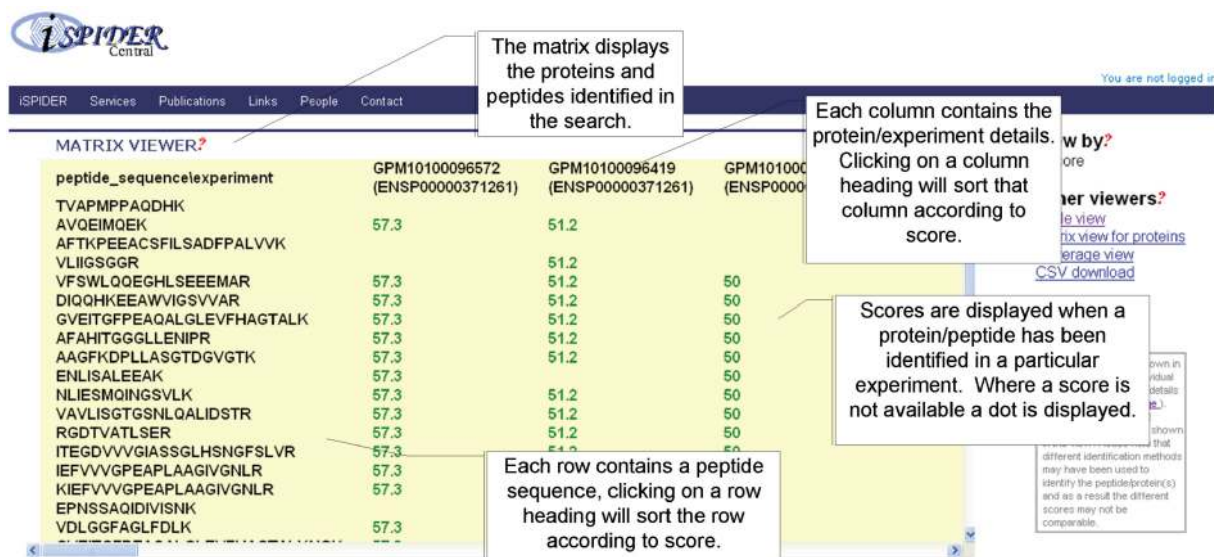 iSPIDER
Central
You are not logged in
iSPIDER Services Publications Links People Contact
The matrix displays
the proteins and
peptides identified in
the search.
Each column contains the
protein/experiment details.
Clicking on a column
heading will sort that
column according to
score.
MATRIX VIEWER?
peptide_sequence\experiment
GPM10100096572
(ENSP00000371261)
GPM10100096419
(ENSP00000371261)
TVAPMPPAQDHK
AVQEIMQEK 57.3 51.2
AFTKPEEACSFILSADFPALVVK
VLIIGSGGR 51.2
VFSWLQQEGHLSEEEMAR 57.3 51.2 50
DIQQHKEEAWVIGSVVAR 57.3 51.2 50
GVEITGFPEAQALGLEVFHAGTALK 57.3 51.2 50
AFAHITGGGLLENIPR 57.3 51.2 50
AAGFKDPLLASGTDGVGTK 57.3 51.2 50
ENLISALEEAK 57.3 50
NLIESMQINGSVLK 57.3 51.2 50
VAVLISGTGSNLQALIDSTR 57.3 51.2 50
RGDTVATLSER 57.3 51.2 50
ITEGDVVVGIASSGLHSNGFSLVR 57.3
IEFVVVGPEAPLAAGIVGNLR 57.3
KIEFVVVGPEAPLAAGIVGNLR 57.3
EPNSSAQIDIVISNK
VDLGGFAGLFDLK 57.3
by?
viewers?
view
view for proteins
view
CSV download
Scores are displayed when a
protein/peptide has been
identified in a particular
experiment. Where a score is
not available a dot is displayed.
Each row contains a peptide
sequence, clicking on a row
heading will sort the row
according to score.
details
shown
that
different identification methods
may have been used to
identify the peptide/protein(s)
and as a result the different
scores may not be
comparable.